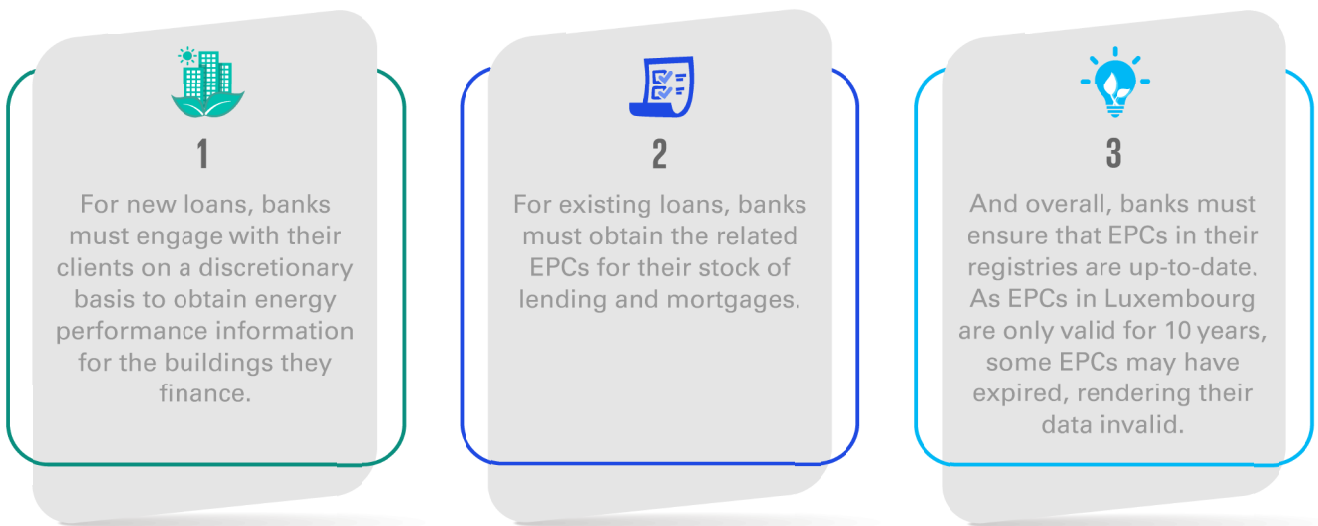 1
For new loans, banks
must engage with their
clients on a discretionary
basis to obtain energy
performance information
for the buildings they
finance.
2
For existing loans, banks
must obtain the related
EPCs for their stock of
lending and mortgages.
3
And overall, banks must
ensure that EPCs in their
registries are up-to-date.
As EPCs in Luxembourg
are only valid for 10 years,
some EPCs may have
expired, rendering their
data invalid.